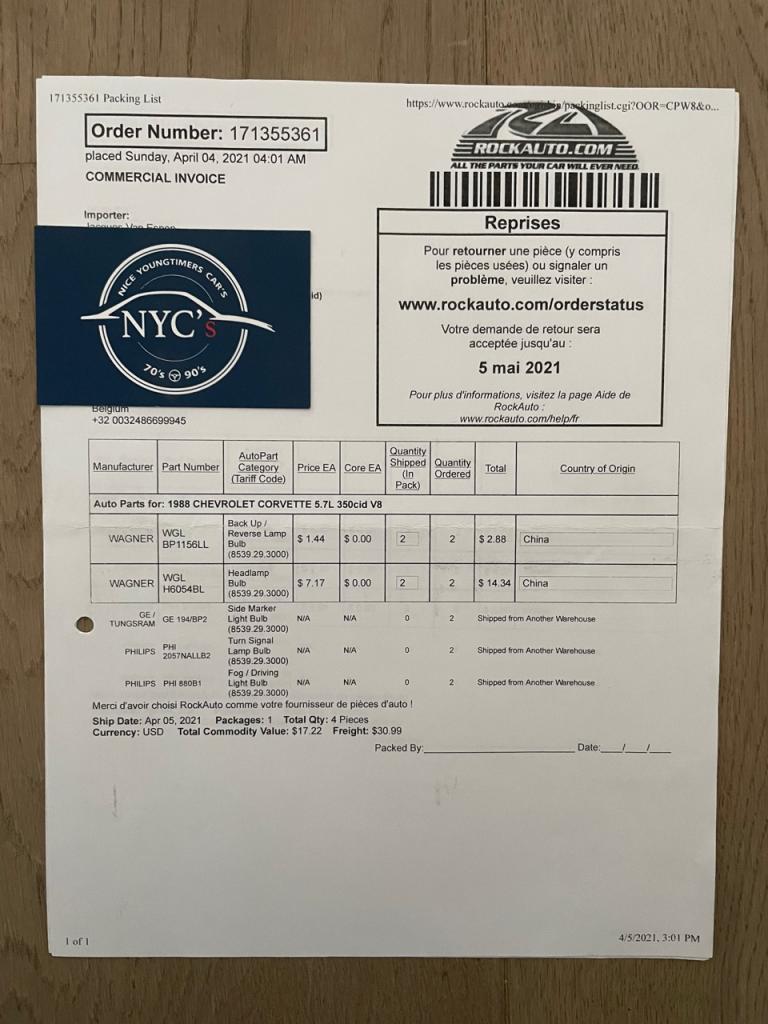 171355361 Packing List
https://www.rockauto.com/cgi-bin/packinglist.cgi?OOR=CPW8&o...
Order Number: 171355361
placed Sunday, April 04, 2021 04:01 AM
COMMERCIAL INVOICE
ROCKAUTO.COM
ALL THE PARTS YOUR CAR WILL EVER NEED
Importer:
id)
NICE YOUNGTIMERS CAR'S
NYC's
70's 90's
Belgium
+32 0032486699945
Reprises
Pour retourner une pièce (y compris
les pièces usées) ou signaler un
problème, veuillez visiter :
www.rockauto.com/orderstatus
Votre demande de retour sera
acceptée jusqu'au :
5 mai 2021
Pour plus d'informations, visitez la page Aide de
RockAuto :
www.rockauto.com/help/fr
Manufacturer Part Number AutoPart Category (Tariff Code) Price EA Core EA Quantity Shipped (In Pack) Quantity Ordered Total Country of Origin
Auto Parts for: 1988 CHEVROLET CORVETTE 5.7L 350cid V8
WAGNER WGL BP1156LL Back Up / Reverse Lamp Bulb (8539.29.3000) $ 1.44 $ 0.00 2 2 $ 2.88 China
WAGNER WGL H6054BL Headlamp Bulb (8539.29.3000) $ 7.17 $ 0.00 2 2 $ 14.34 China
GE / TUNGSRAM GE 194/BP2 Side Marker Light Bulb (8539.29.3000) N/A N/A 0 2 Shipped from Another Warehouse
PHILIPS PHI 2057NALLB2 Turn Signal Lamp Bulb (8539.29.3000) N/A N/A 0 2 Shipped from Another Warehouse
PHILIPS PHI 880B1 Fog / Driving Light Bulb (8539.29.3000) N/A N/A 0 2 Shipped from Another Warehouse
Merci d'avoir choisi RockAuto comme votre fournisseur de pièces d'auto !
Ship Date: Apr 05, 2021 Packages: 1 Total Qty: 4 Pieces
Currency: USD Total Commodity Value: $17.22 Freight: $30.99
Packed By:____________________ Date:___/___/___
1 of 1
4/5/2021, 3:01 PM